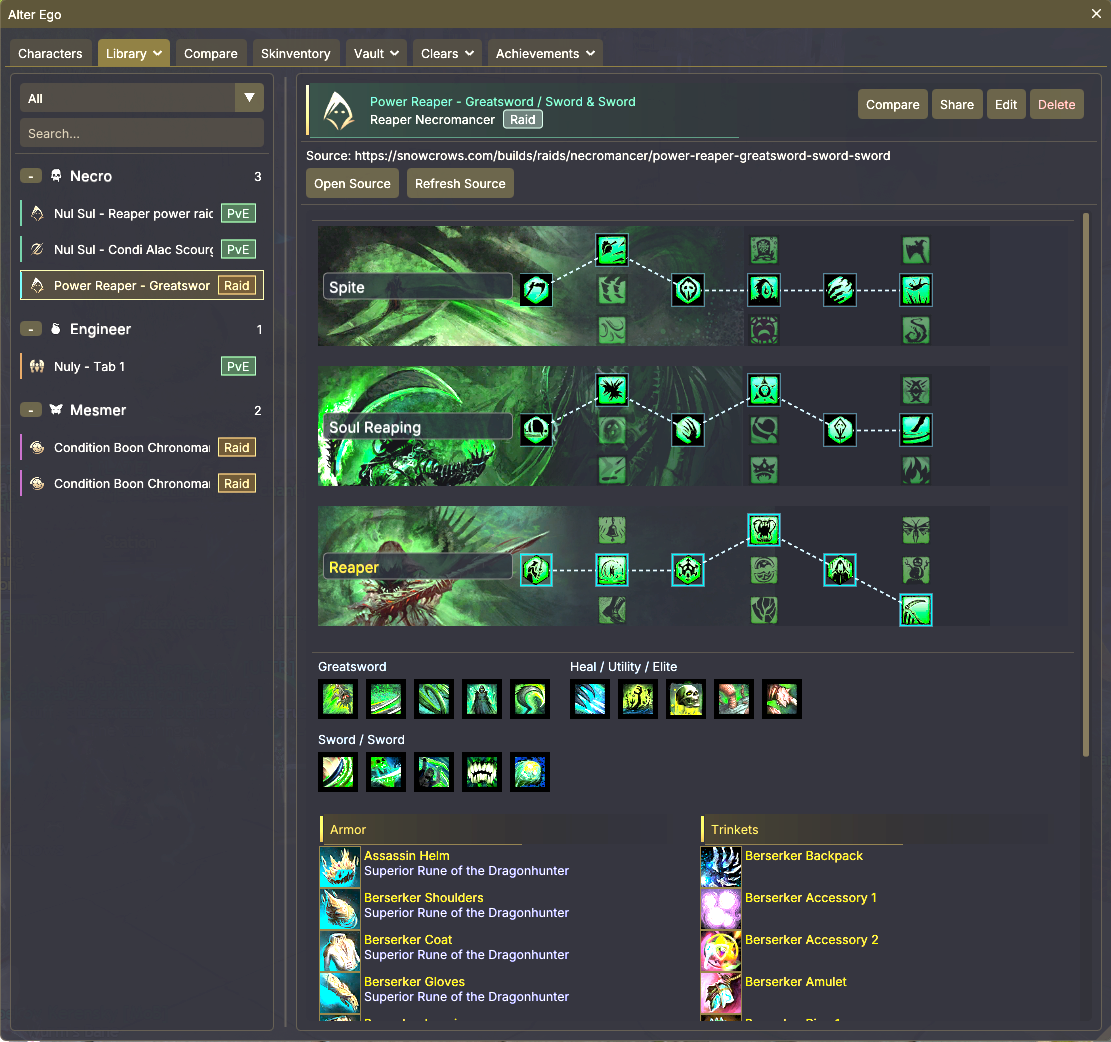 Alter Ego
Characters
Library
Compare
Skinventory
Vault
Clears
Achievements
All
Search...
- Necro 3
Nul Sul - Reaper power raid PvE
Nul Sul - Condi Alac Scourg PvE
Power Reaper - Greatswor Raid
- Engineer 1
Nuly - Tab 1 PvE
- Mesmer 2
Condition Boon Chronomar Raid
Condition Boon Chronomar Raid
Power Reaper - Greatsword / Sword & Sword
Reaper Necromancer Raid
Compare
Share
Edit
Delete
Source: https://snowcrows.com/builds/raids/necromancer/power-reaper-greatsword-sword-sword
Open Source
Refresh Source
Spite
Soul Reaping
Reaper
Greatsword
Heal / Utility / Elite
Sword / Sword
Armor
Assassin Helm
Superior Rune of the Dragonhunter
Berserker Shoulders
Superior Rune of the Dragonhunter
Berserker Coat
Superior Rune of the Dragonhunter
Berserker Gloves
Superior Rune of the Dragonhunter
Trinkets
Berserker Backpack
Berserker Accessory 1
Berserker Accessory 2
Berserker Amulet